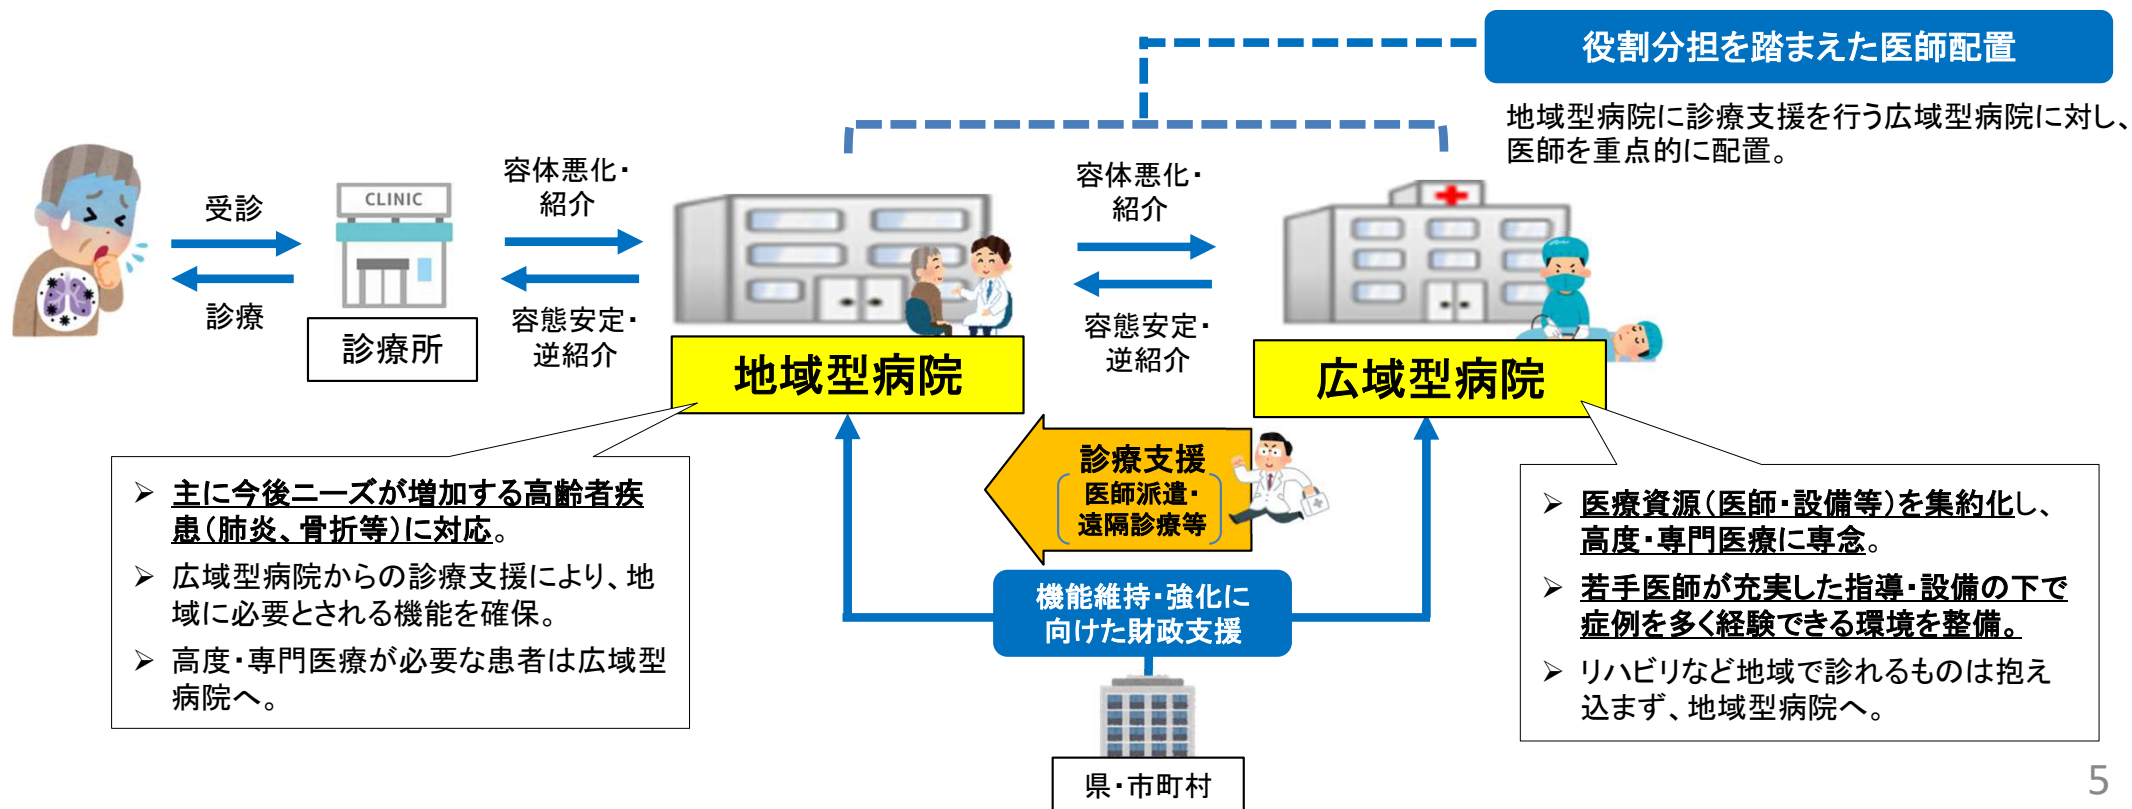 役割分担を踏まえた医師配置
地域型病院に診療支援を行う広域型病院に対し、
医師を重点的に配置。
受診
診療
CLINIC
診療所
容体悪化・
紹介
容態安定・
逆紹介
地域型病院
容体悪化・
紹介
容態安定・
逆紹介
広域型病院
診療支援
医師派遣・
遠隔診療等
➢ 主に今後ニーズが増加する高齢者疾
患(肺炎、骨折等)に対応。
➢ 広域型病院からの診療支援により、地
域に必要とされる機能を確保。
➢ 高度・専門医療が必要な患者は広域型
病院へ。
機能維持・強化に
向けた財政支援
県・市町村
➢ 医療資源(医師・設備等)を集約化し、
高度・専門医療に専念。
➢ 若手医師が充実した指導・設備の下で
症例を多く経験できる環境を整備。
➢ リハビリなど地域で診れるものは抱え
込まず、地域型病院へ。
5